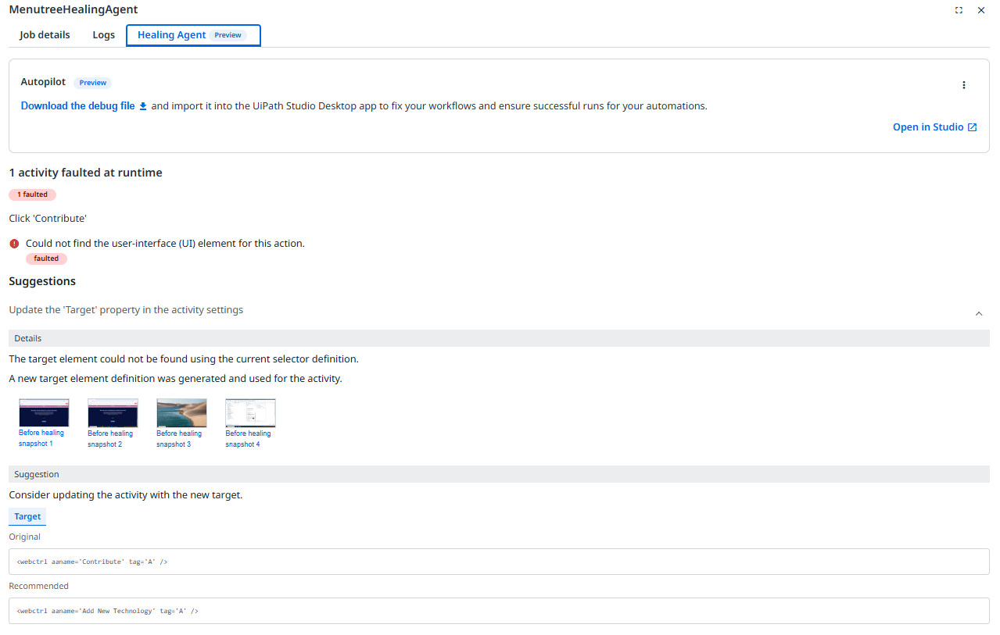 MenutreeHealingAgent
Job details Logs Healing Agent Preview
Autopilot Preview
Download the debug file and import it into the UiPath Studio Desktop app to fix your workflows and ensure successful runs for your automations.
Open in Studio
1 activity faulted at runtime
1 faulted
Click 'Contribute'
Could not find the user-interface (UI) element for this action.
faulted
Suggestions
Update the 'Target' property in the activity settings
Details
The target element could not be found using the current selector definition.
A new target element definition was generated and used for the activity.
Before healing snapshot 1
Before healing snapshot 2
Before healing snapshot 3
Before healing snapshot 4
Suggestion
Consider updating the activity with the new target.
Target
Original
<webctrl aaname='Contribute' tag='A' />
Recommended
<webctrl aaname='Add New Technology' tag='A' />